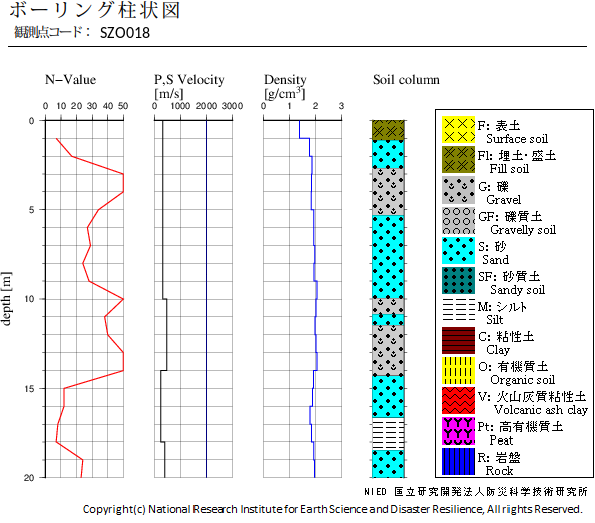 ボーリング柱状図
観測点コード： SZO018
N−Value
P,S Velocity
[m/s]
Density
[g/cm3]
Soil column
0 10 20 30 40 50
0 1000 2000 3000
0 1 2 3
0
5
10
15
20
depth [m]
F: 表土
Surface soil
Fl: 埋土・盛土
Fill soil
G: 礫
Gravel
GF: 礫質土
Gravelly soil
S: 砂
Sand
SF: 砂質土
Sandy soil
M: シルト
Silt
C: 粘性土
Clay
O: 有機質土
Organic soil
V: 火山灰質粘性土
Volcanic ash clay
Pt: 高有機質土
Peat
R: 岩盤
Rock
NIED 国立研究開発法人防災科学技術研究所
Copyright(c) National Research Institute for Earth Science and Disaster Resilience, All rights Reserved.